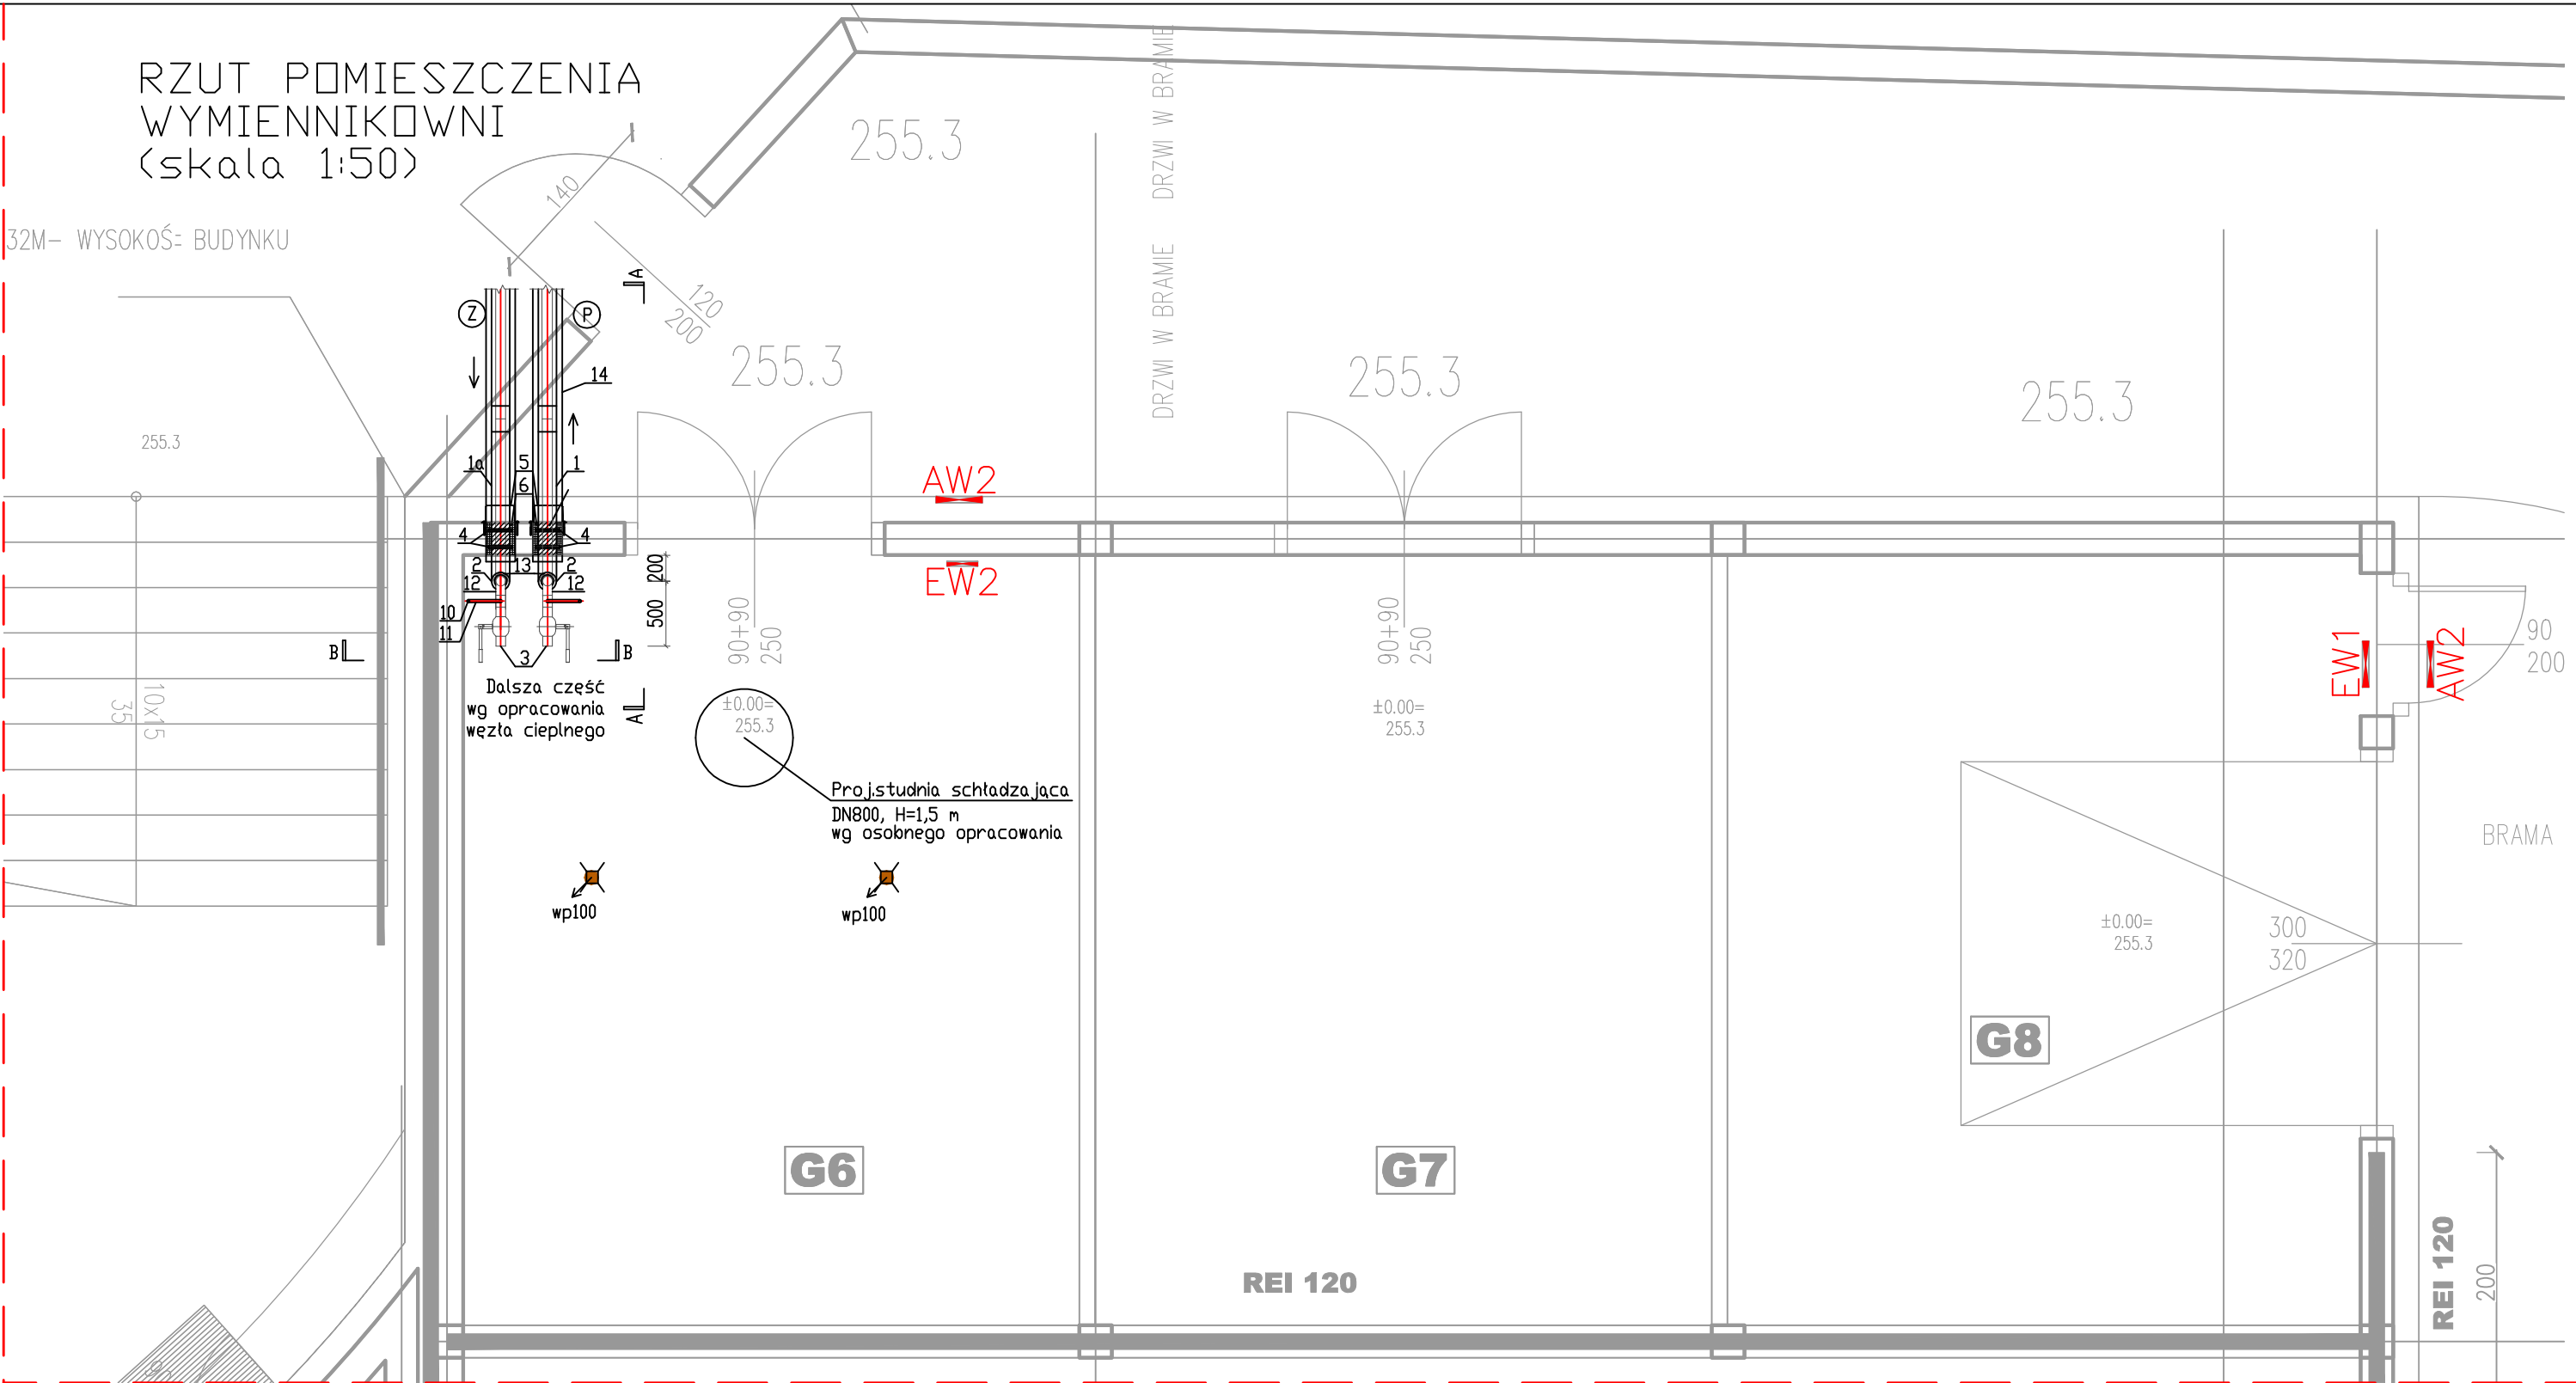 RZUT POMIESZCZENIA
WYMIENNIKOWNI
(skala 1:50)
32M- WYSOKOŚ= BUDYNKU
255.3
140
120
200
DRZWI W BRAMIE
DRZWI W BRAMIE
DRZWI W BRAMIE
255.3
255.3
255.3
255.3
A
Z
P
14
1a
5
1
6
4
4
2
13
2
12
12
10
11
3
200
500
B
B
A
Dalsza część
wg opracowania
węzła cieplnego
AW2
EW2
90+90
250
90+90
250
±0.00=
255.3
±0.00=
255.3
Proj.studnia schładzająca
DN800, H=1,5 m
wg osobnego opracowania
wp100
wp100
10x15
35
EW1
AW2
90
200
BRAMA
±0.00=
255.3
300
320
G8
G6
G7
REI 120
REI 120
200